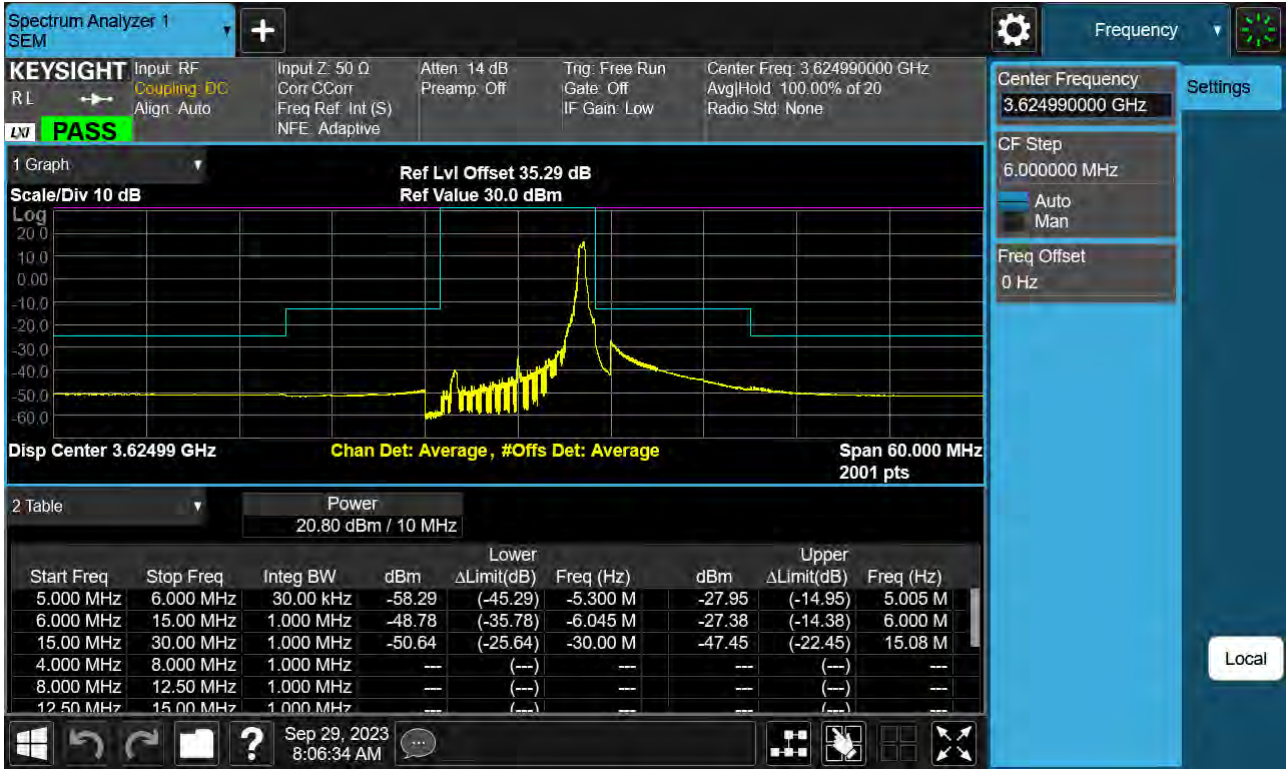 Spectrum Analyzer 1
SEM
+
Frequency
KEYSIGHT
R L
LXI
PASS
Input: RF
Coupling: DC
Align: Auto
Input Z: 50 Ω
Corr CCorr
Freq Ref: Int (S)
NFE: Adaptive
Atten: 14 dB
Preamp: Off
Trig: Free Run
Gate: Off
IF Gain: Low
Center Freq: 3.624990000 GHz
Avg|Hold: 100.00% of 20
Radio Std: None
Center Frequency
3.624990000 GHz
Settings
CF Step
6.000000 MHz
Auto
Man
Freq Offset
0 Hz
1 Graph
Scale/Div 10 dB
Ref Lvl Offset 35.29 dB
Ref Value 30.0 dBm
Log
20.0
10.0
0.00
-10.0
-20.0
-30.0
-40.0
-50.0
-60.0
Disp Center 3.62499 GHz
Chan Det: Average, #Offs Det: Average
Span 60.000 MHz
2001 pts
2 Table
Power
20.80 dBm / 10 MHz
Lower Upper
Start Freq Stop Freq Integ BW dBm ΔLimit(dB) Freq (Hz) dBm ΔLimit(dB) Freq (Hz)
5.000 MHz 6.000 MHz 30.00 kHz -58.29 (-45.29) -5.300 M -27.95 (-14.95) 5.005 M
6.000 MHz 15.00 MHz 1.000 MHz -48.78 (-35.78) -6.045 M -27.38 (-14.38) 6.000 M
15.00 MHz 30.00 MHz 1.000 MHz -50.64 (-25.64) -30.00 M -47.45 (-22.45) 15.08 M
4.000 MHz 8.000 MHz 1.000 MHz --- (---) --- --- (---) ---
8.000 MHz 12.50 MHz 1.000 MHz --- (---) --- --- (---) ---
12.50 MHz 15.00 MHz 1.000 MHz --- (---) --- --- (---) ---
Local
?
Sep 29, 2023
8:06:34 AM